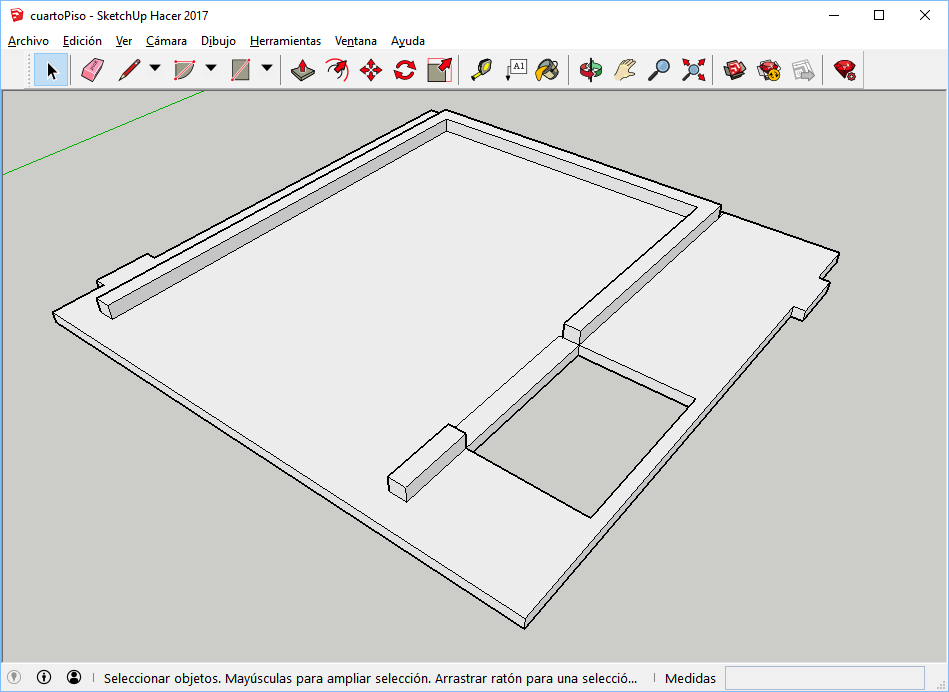 cuartoPiso - SketchUp Hacer 2017
Archivo Edición Ver Cámara Dibujo Herramientas Ventana Ayuda
A1
Seleccionar objetos. Mayúsculas para ampliar selección. Arrastrar ratón para una selecció... Medidas